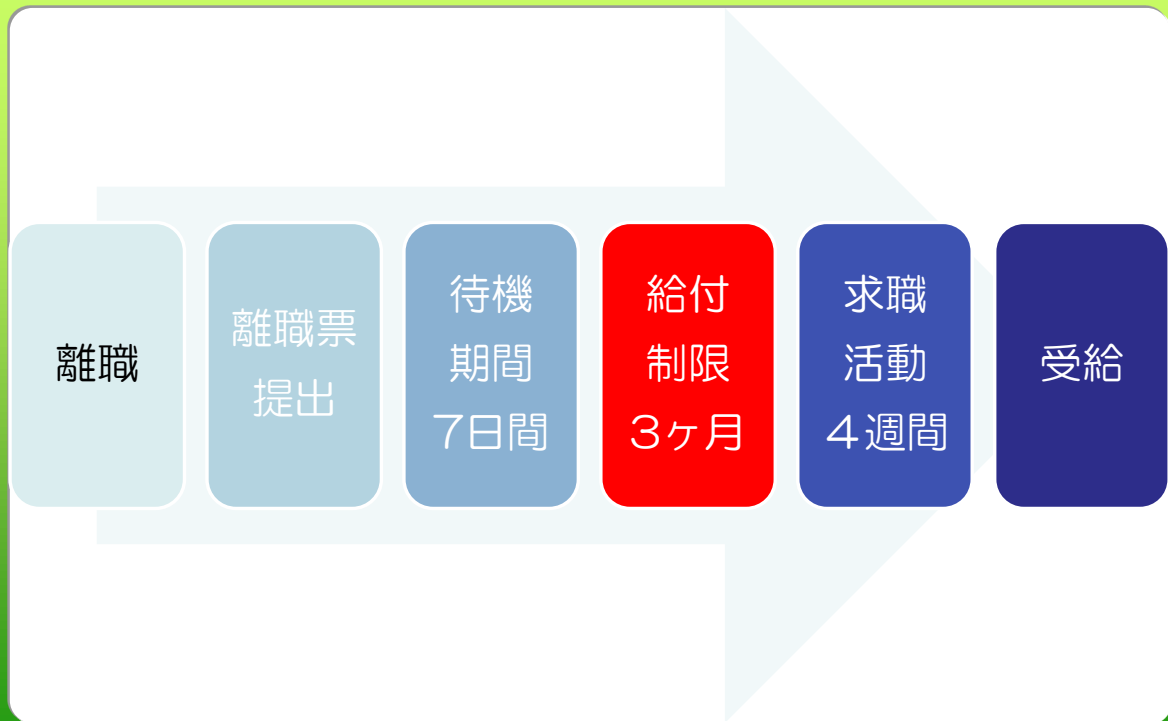 離職
離職票
提出
待機
期間
7日間
給付
制限
3ヶ月
求職
活動
４週間
受給